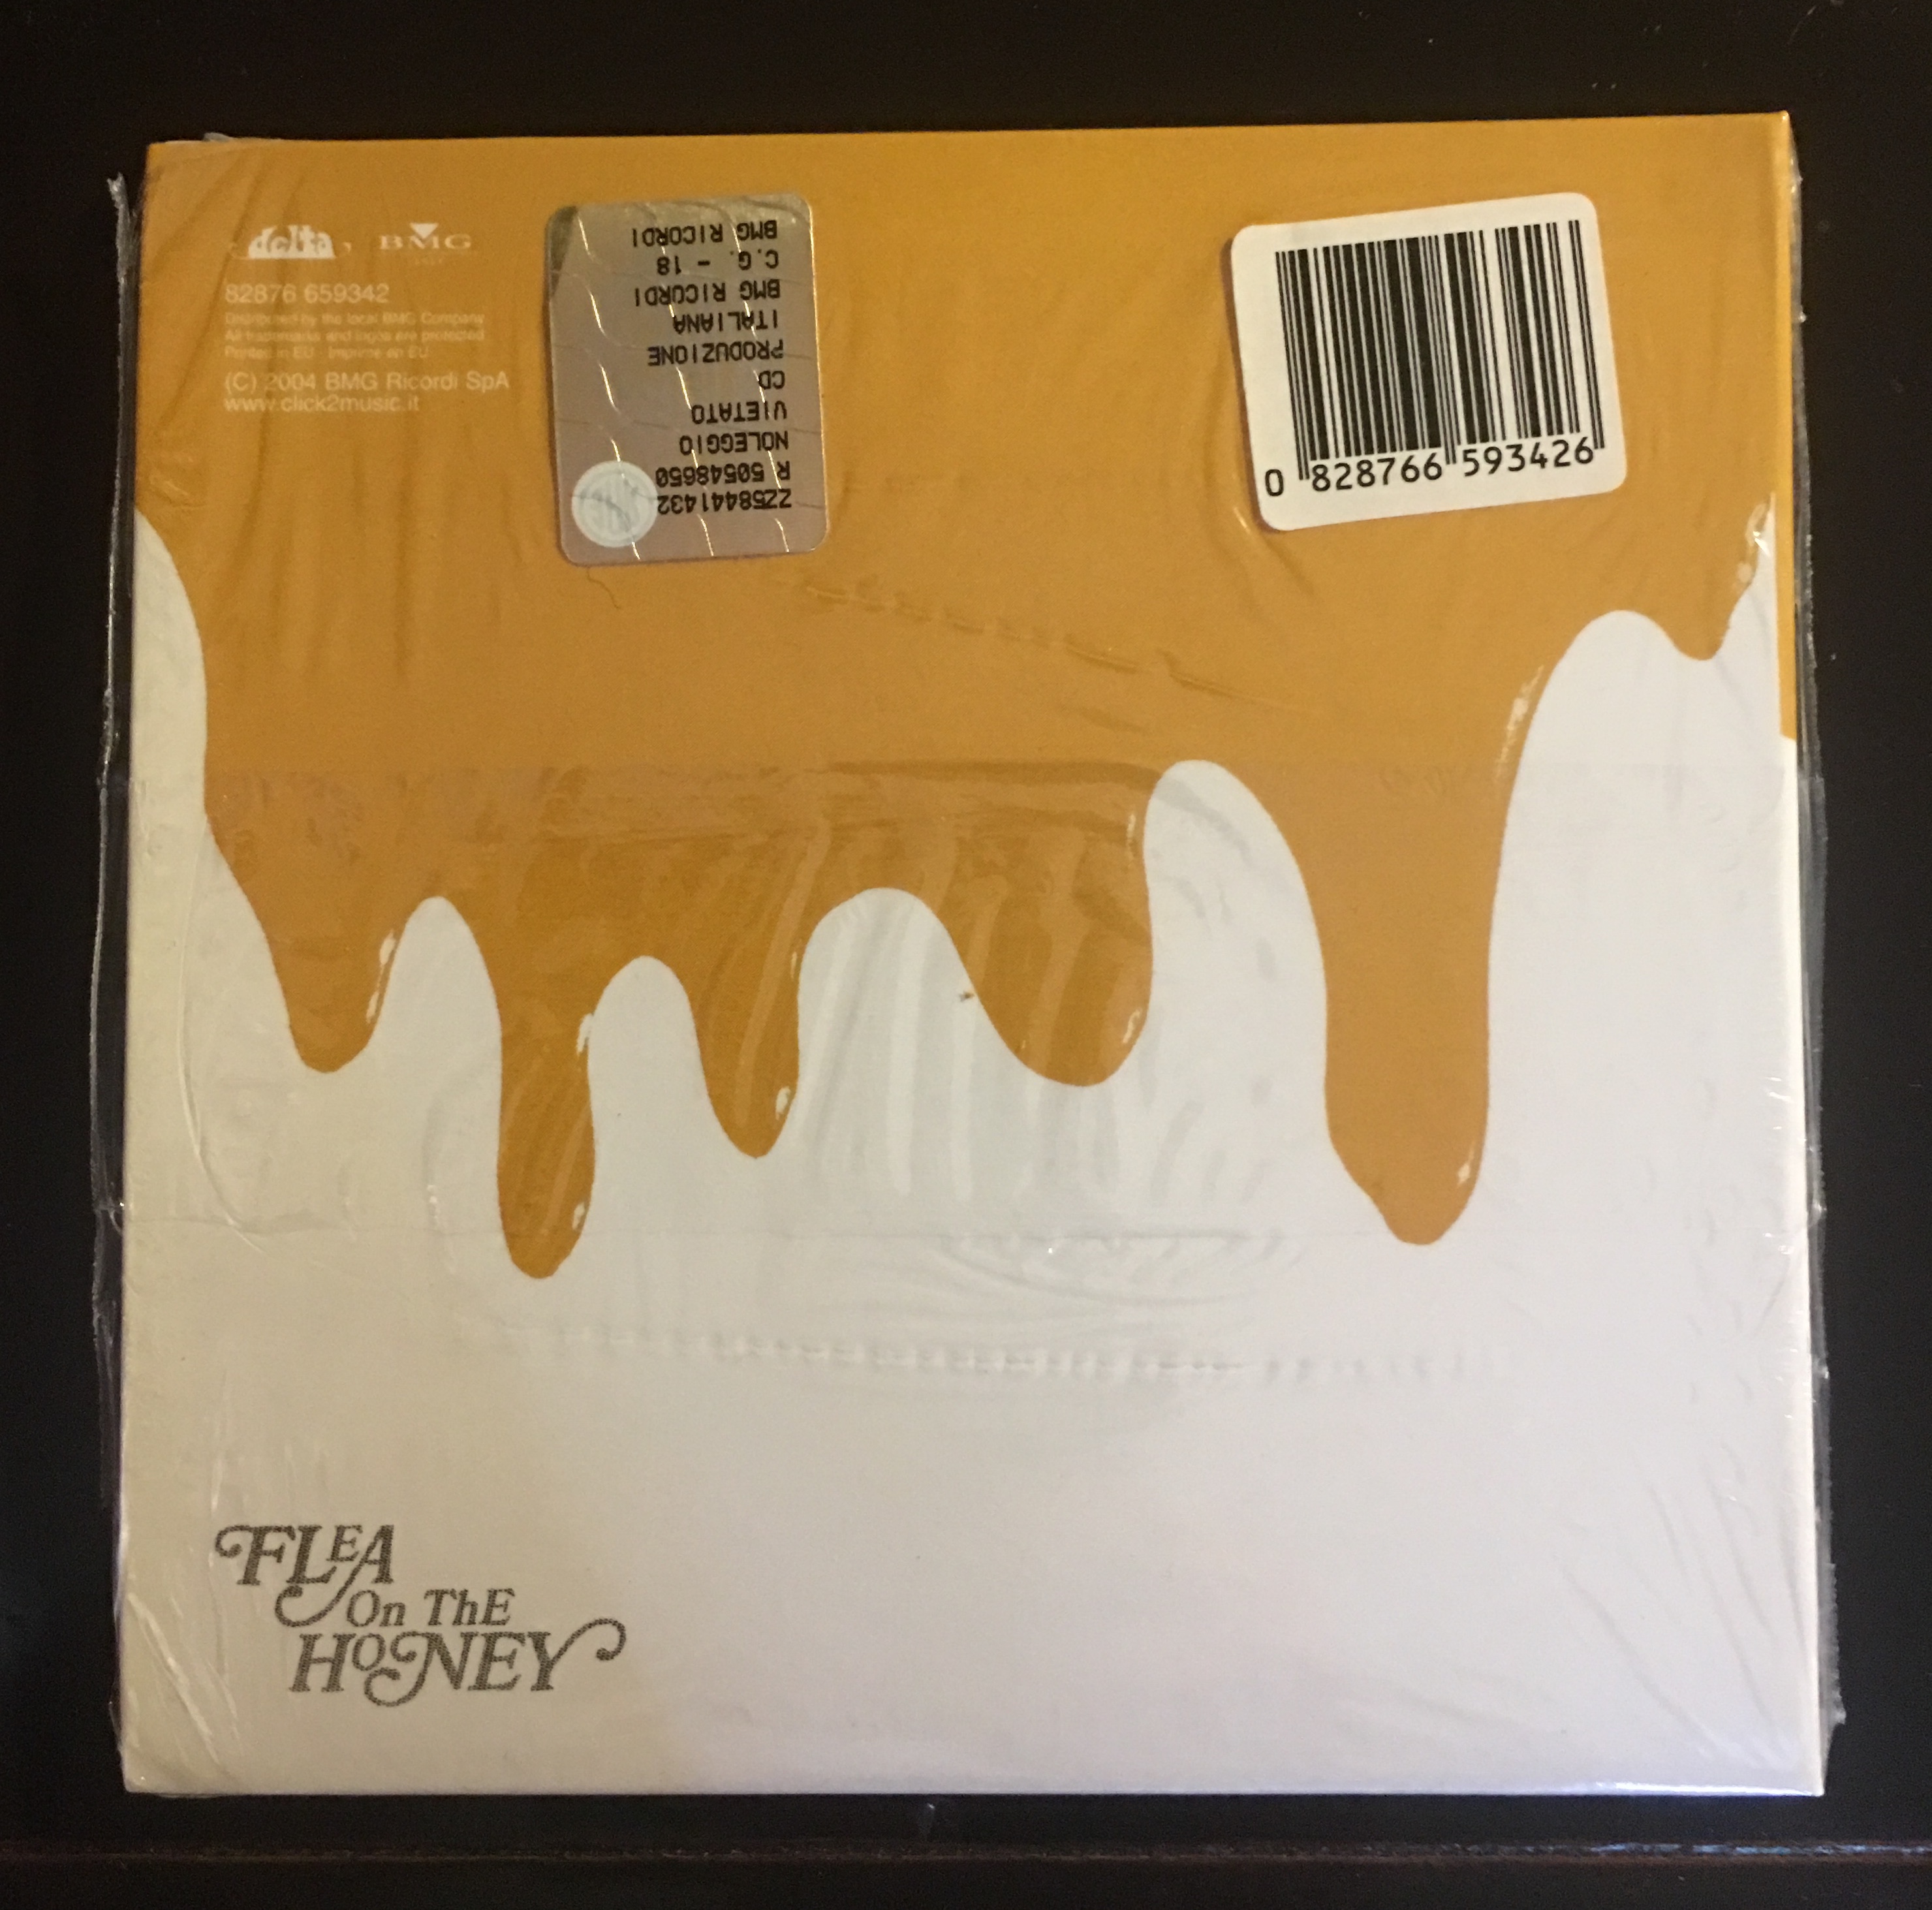 delta
BMG
82876 659342
Distributed by the local BMG Company
All trademarks and logos are protected
Printed in EU Imprimé en EU
(C) 2004 BMG Ricordi SpA
www.click2music.it
ZZ58441432
R 50548650
NOLEGGIO
VIETATO
CD
PRODUZIONE
ITALIANA
BMG RICORDI
C.G. - 18
BMG RICORDI
0 828766 593426
FLEA
On ThE
HoNEY